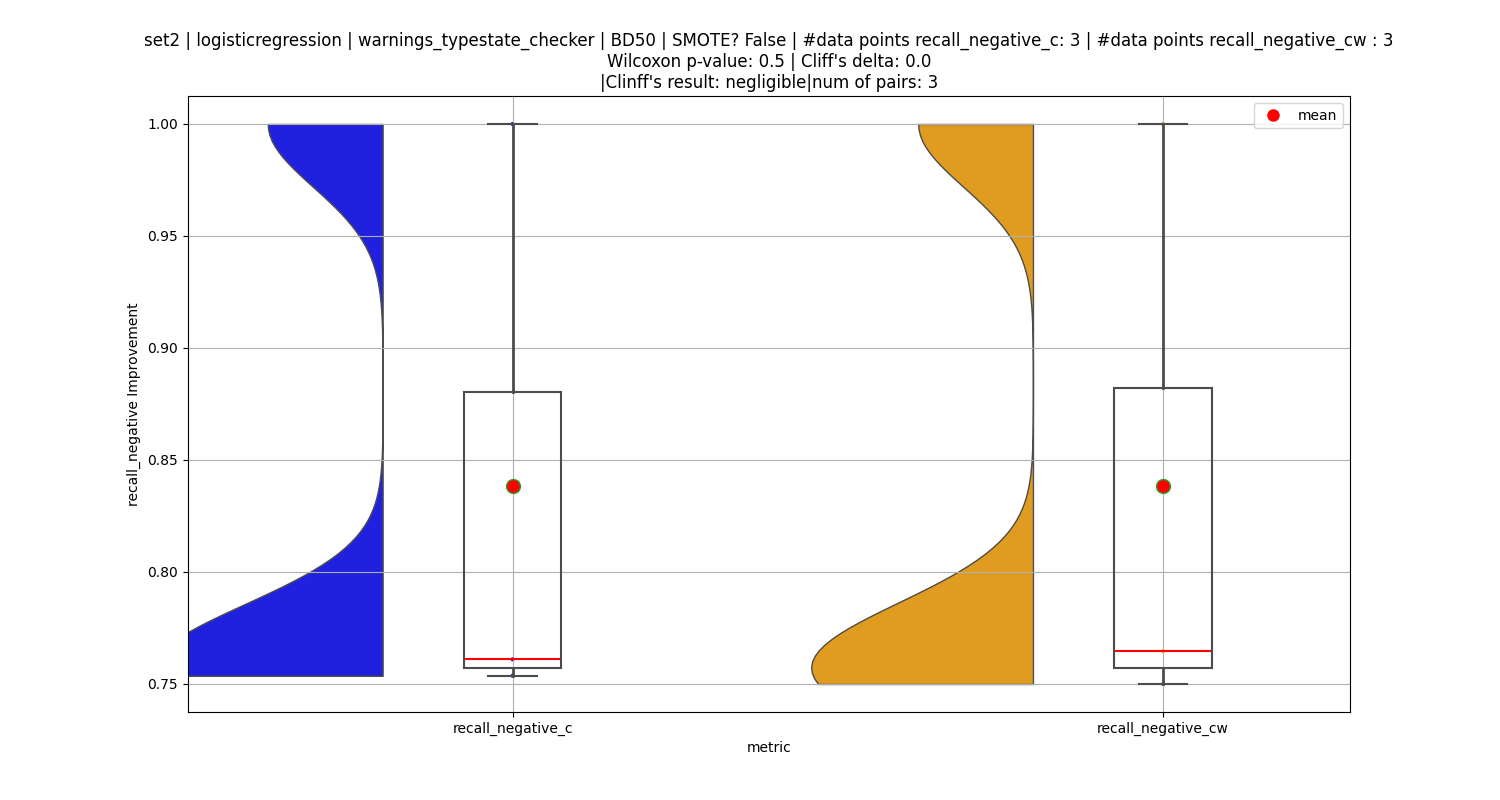 set2 | logisticregression | warnings_typestate_checker | BD50 | SMOTE? False | #data points recall_negative_c: 3 | #data points recall_negative_cw : 3
Wilcoxon p-value: 0.5 | Cliff's delta: 0.0
|Clinff's result: negligible|num of pairs: 3
mean
1.00
0.95
0.90
0.85
0.80
0.75
recall_negative Improvement
recall_negative_c
recall_negative_cw
metric